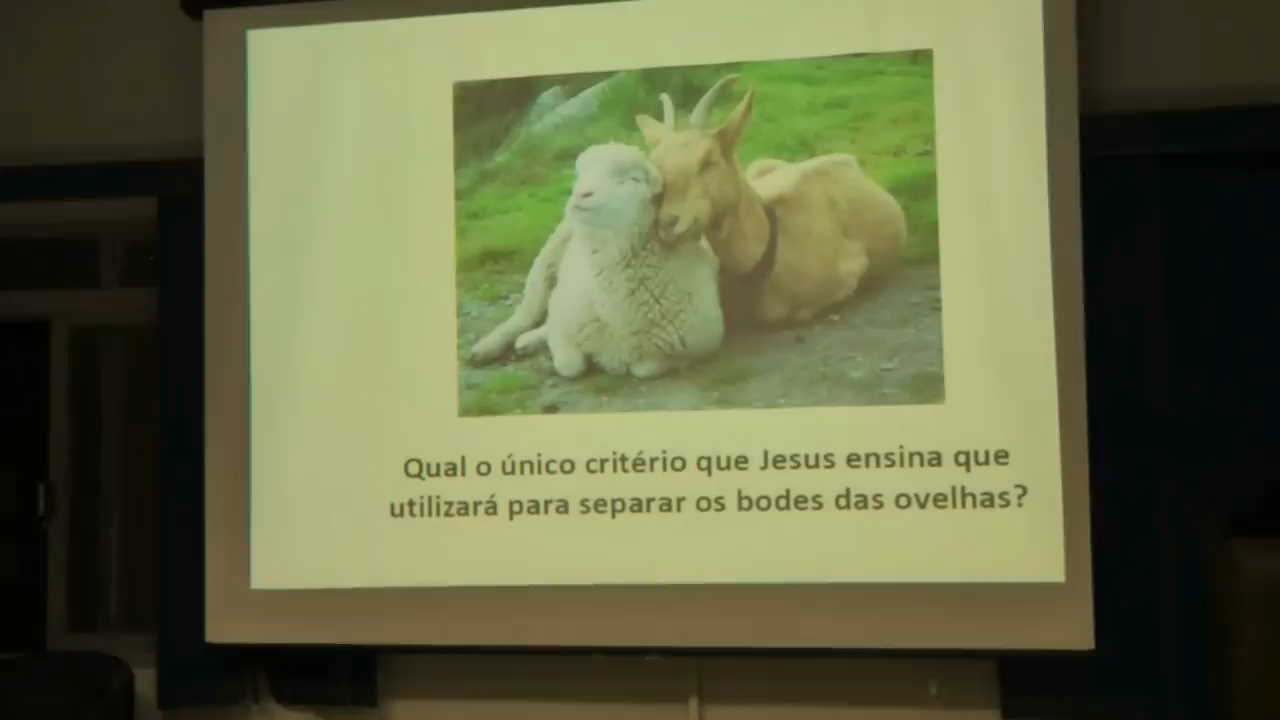 Qual o único critério que Jesus ensina que
utilizará para separar os bodes das ovelhas?